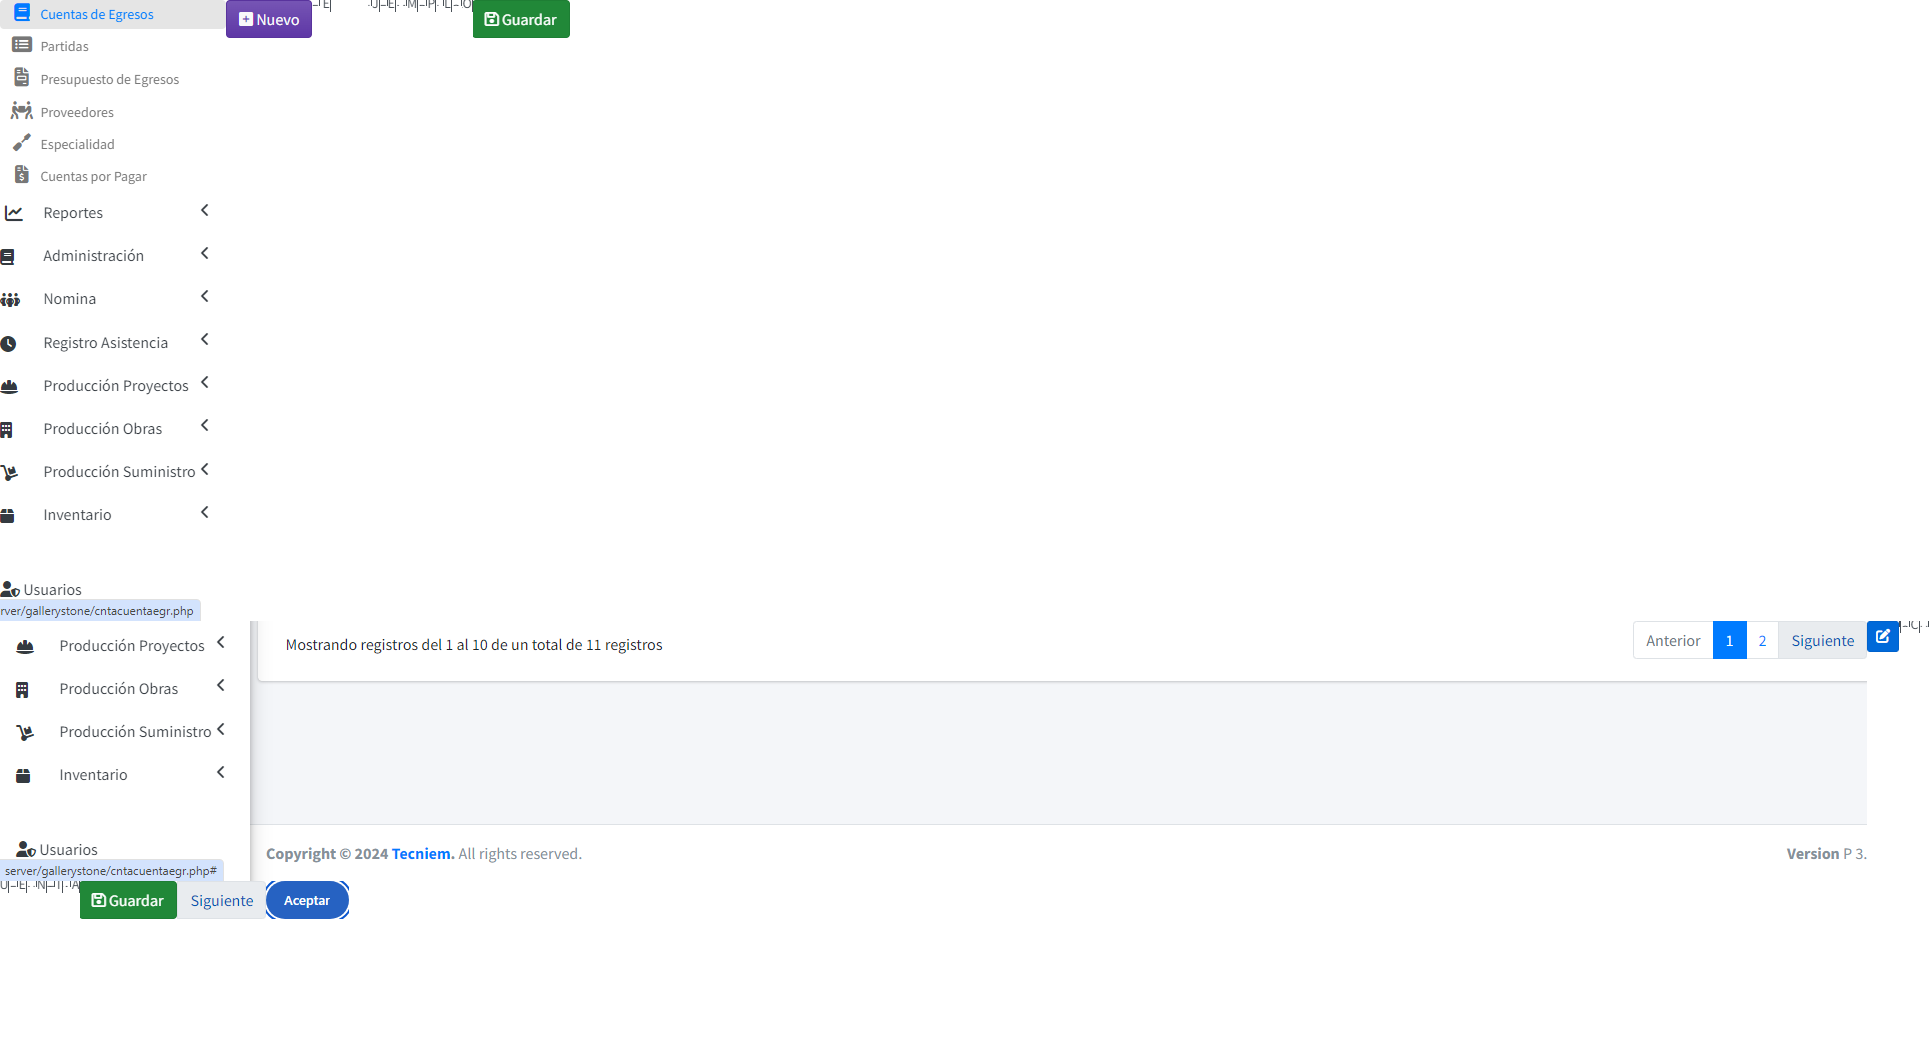 Cuentas de Egresos
Nuevo
Guardar
Partidas
Presupuesto de Egresos
Proveedores
Especialidad
Cuentas por Pagar
Reportes
Administración
Nomina
Registro Asistencia
Producción Proyectos
Producción Obras
Producción Suministro
Inventario
Usuarios
rver/gallerystone/cntacuentaegr.php
Producción Proyectos
Mostrando registros del 1 al 10 de un total de 11 registros
Anterior 1 2 Siguiente
Producción Obras
Producción Suministro
Inventario
Usuarios
Copyright © 2024 Tecniem. All rights reserved.
Version P 3.
server/gallerystone/cntacuentaegr.php#
Guardar
Siguiente
Aceptar